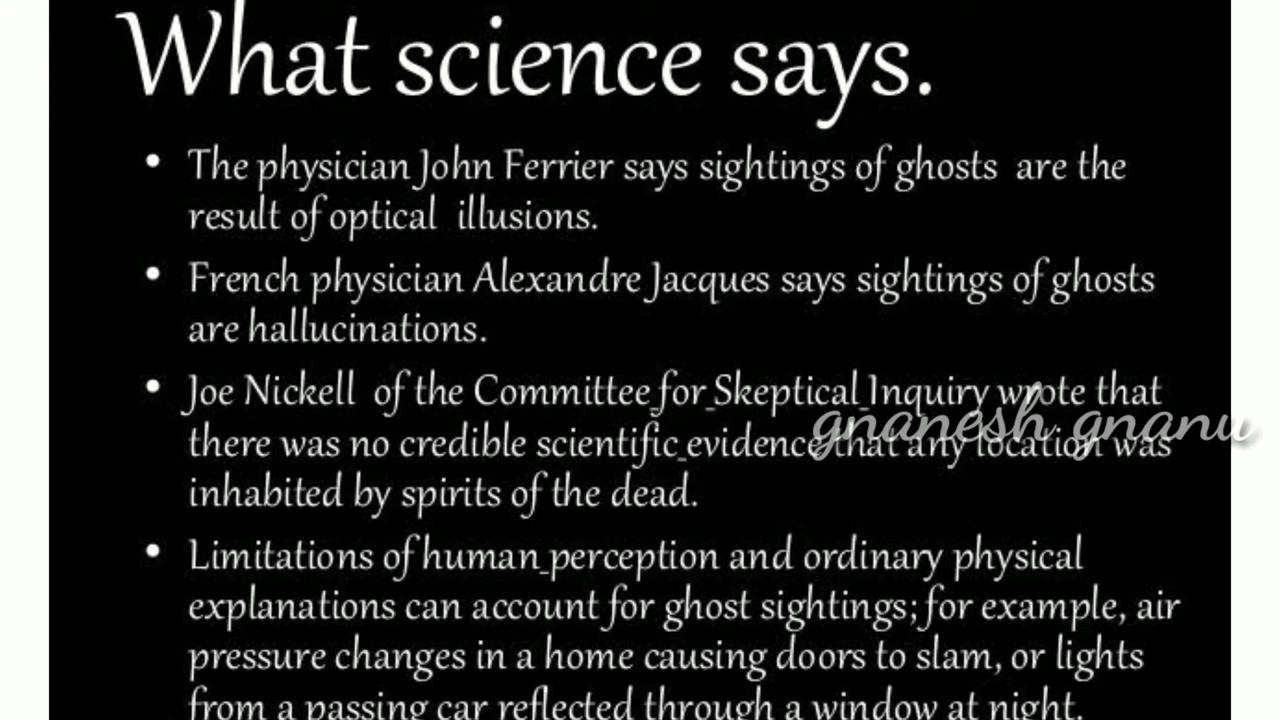 What science says.
• The physician John Ferrier says sightings of ghosts are the
result of optical illusions.
• French physician Alexandre Jacques says sightings of ghosts
are hallucinations.
• Joe Nickell of the Committee for Skeptical Inquiry wrote that
gnanesh gnanu
there was no credible scientific evidence that any location was
inhabited by spirits of the dead.
• Limitations of human perception and ordinary physical
explanations can account for ghost sightings; for example, air
pressure changes in a home causing doors to slam, or lights
from a passing car reflected through a window at night.